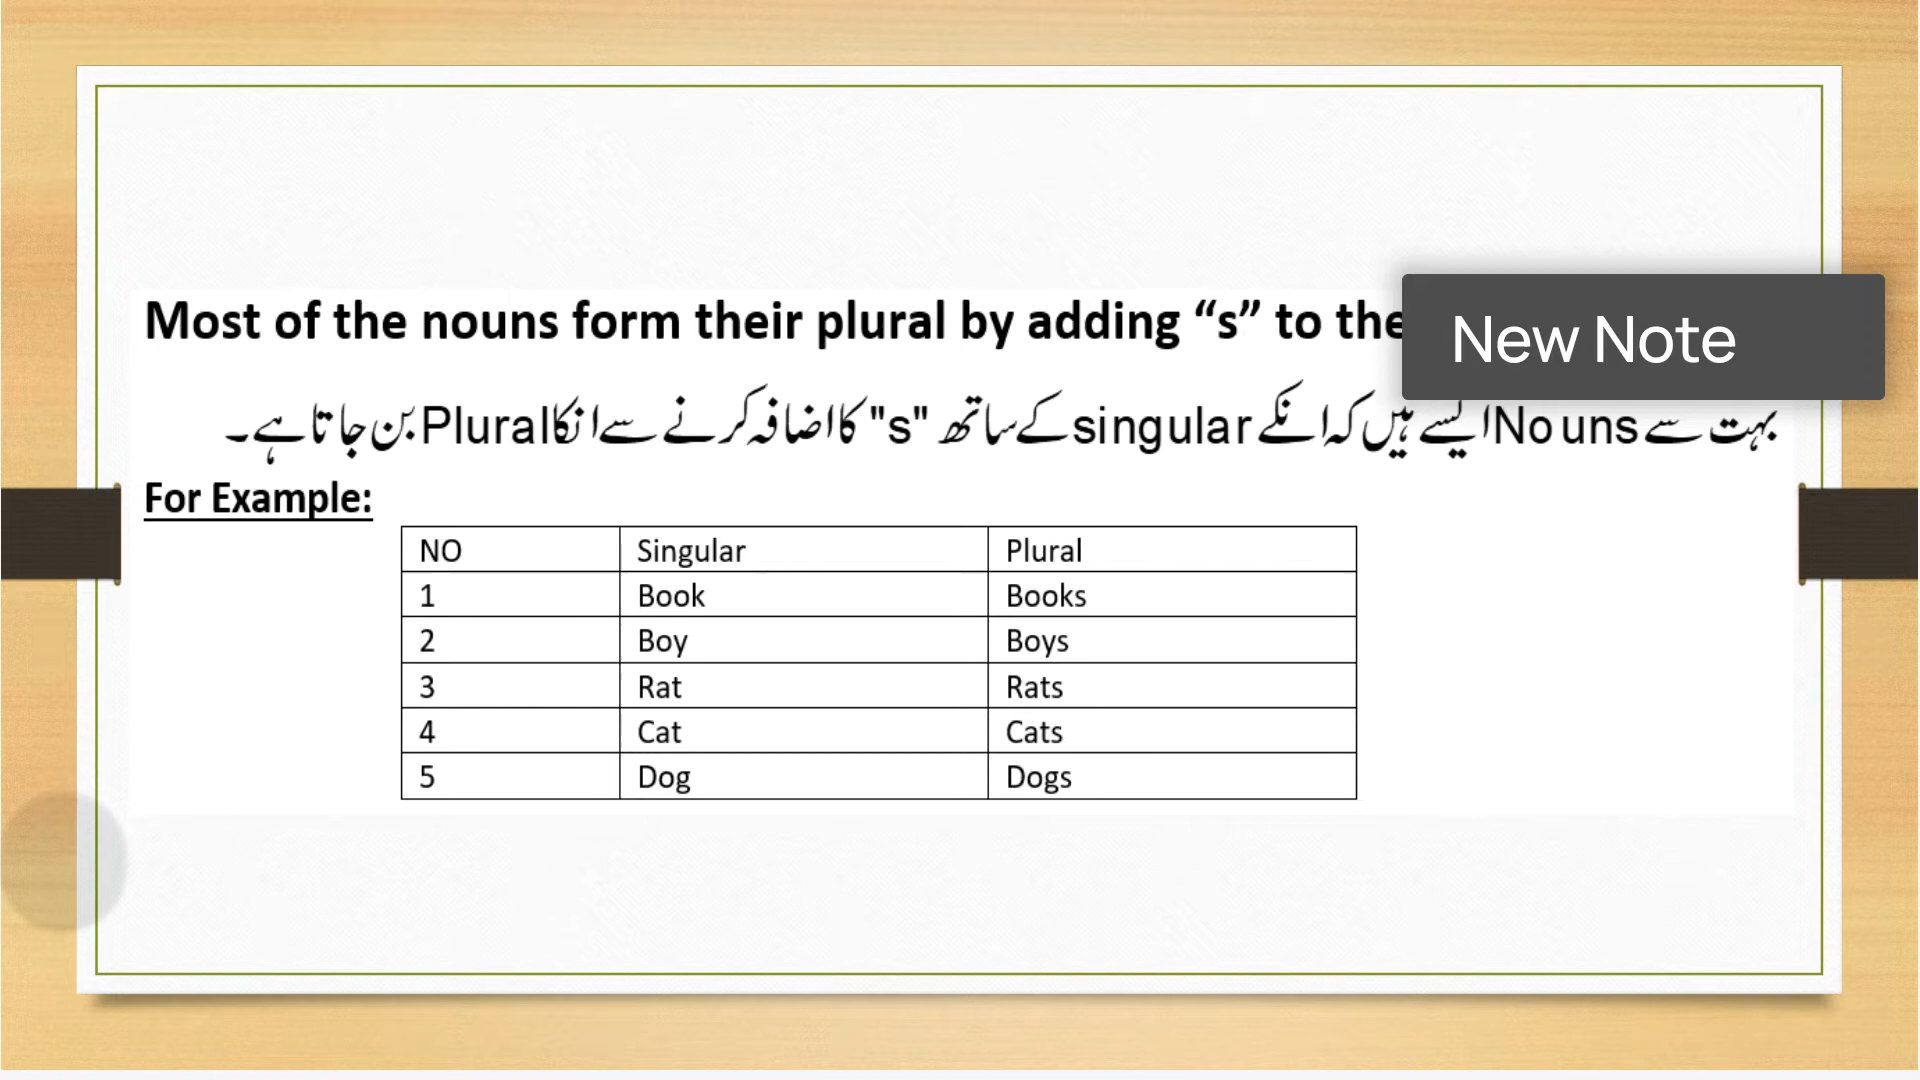 Most of the nouns form their plural by adding “s” to the
New Note
بہت سے Nouns ایسے ہیں کہ انکے singular کے ساتھ "s" کا اضافہ کرنے سے انکا Plural بن جاتا ہے۔
For Example:
NO Singular Plural
1 Book Books
2 Boy Boys
3 Rat Rats
4 Cat Cats
5 Dog Dogs